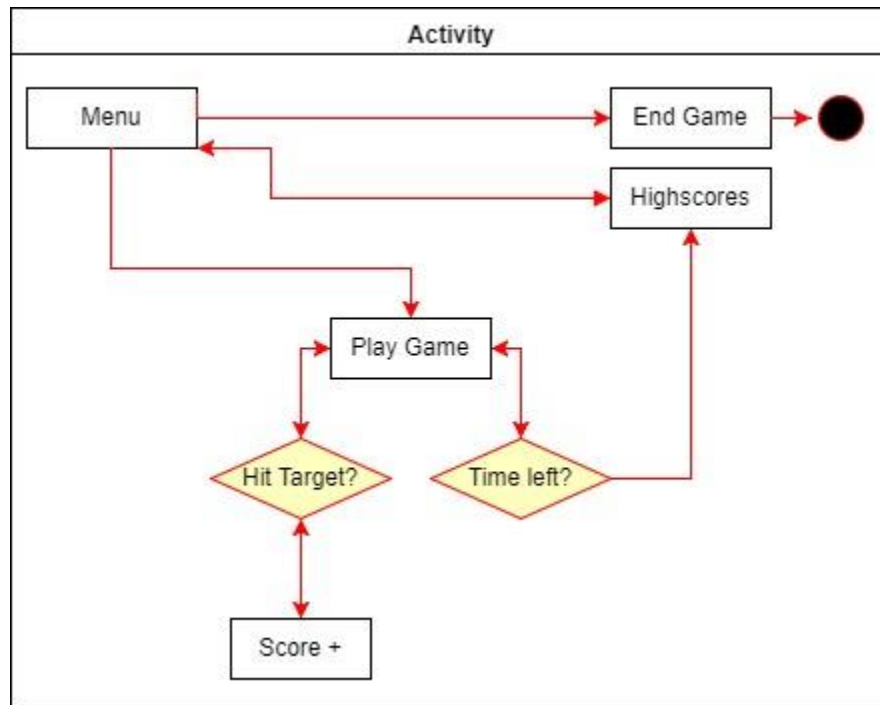 Activity
Menu
End Game
Highscores
Play Game
Hit Target?
Time left?
Score +